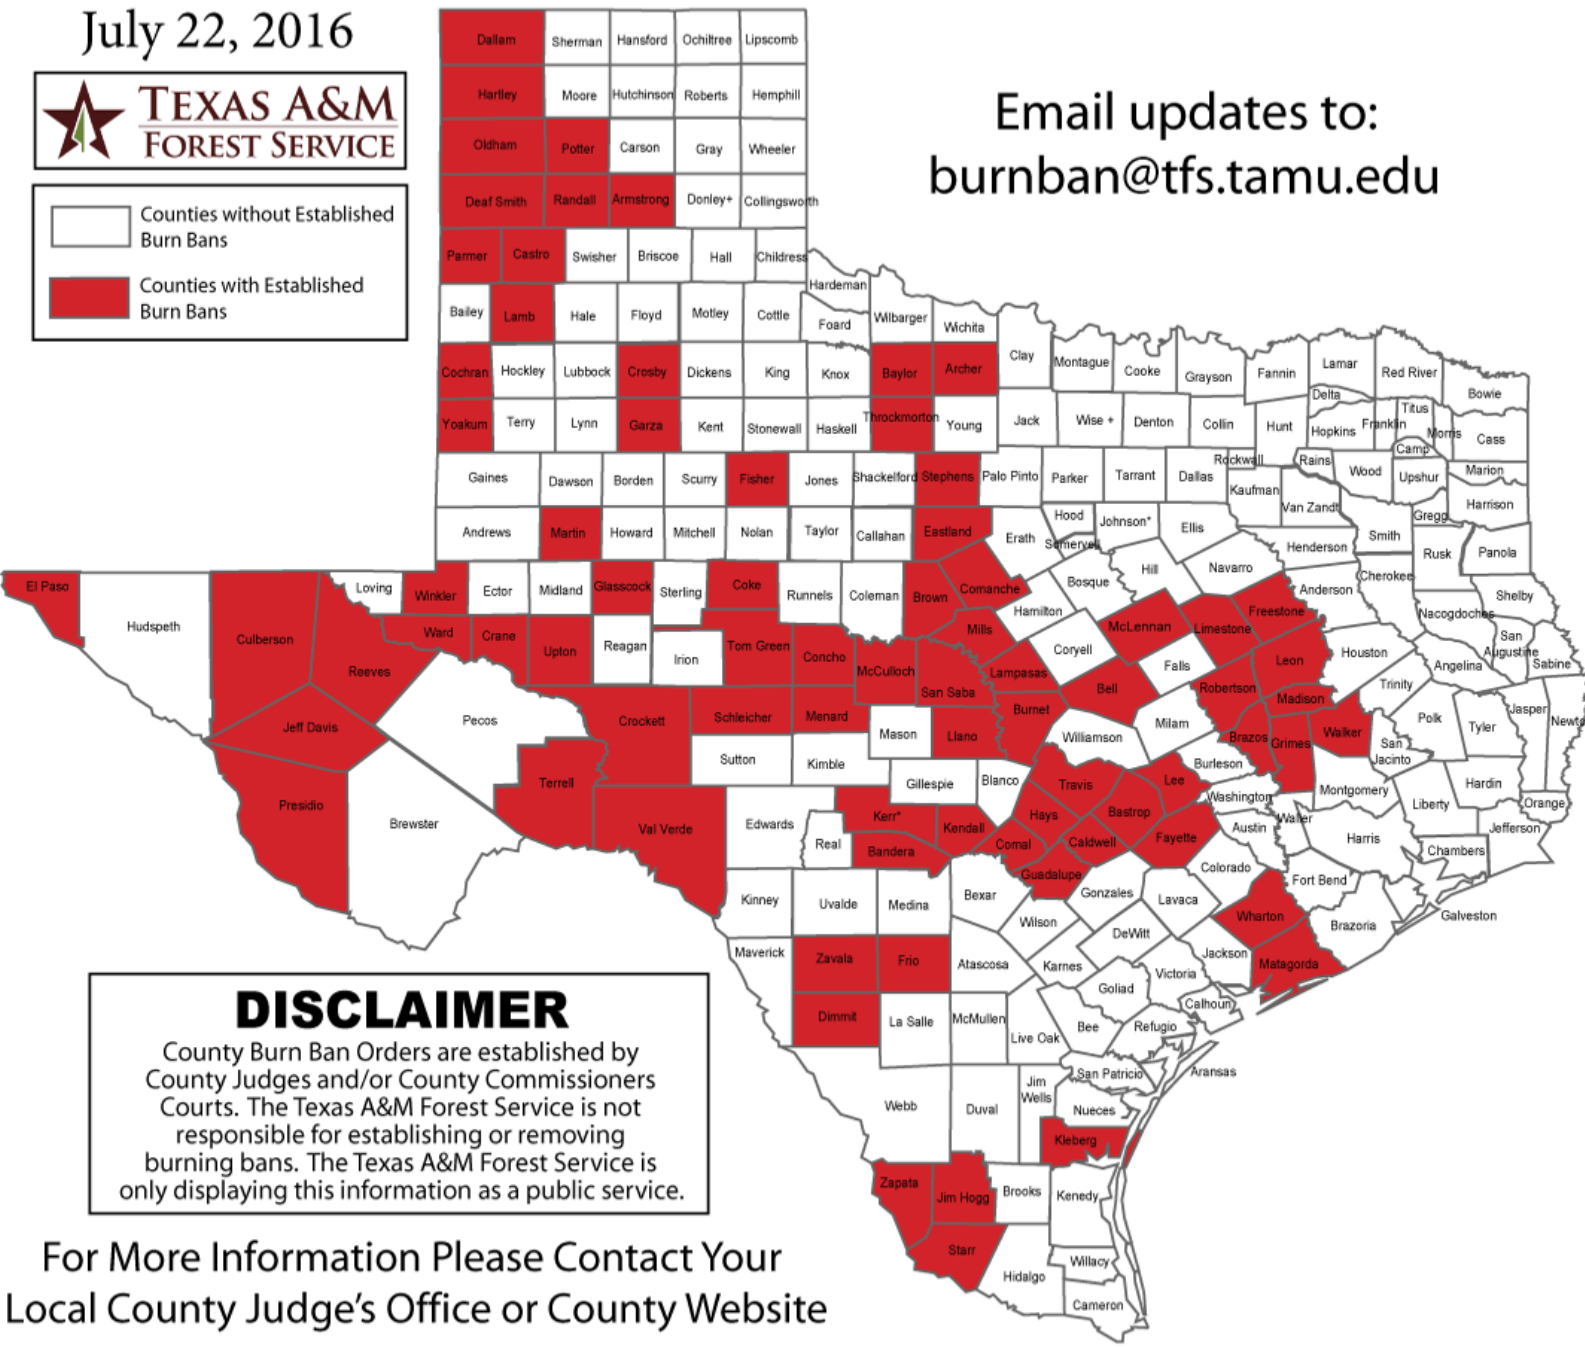 July 22, 2016
TEXAS A&M
FOREST SERVICE
Counties without Established
Burn Bans
Counties with Established
Burn Bans
Email updates to:
burnban@tfs.tamu.edu
Dallam Sherman Hansford Ochiltree Lipscomb
Hartley Moore Hutchinson Roberts Hemphill
Oldham Potter Carson Gray Wheeler
Deaf Smith Randall Armstrong Donley+ Collingsworth
Parmer Castro Swisher Briscoe Hall Childress
Hardeman
Bailey Lamb Hale Floyd Motley Cottle Foard Wilbarger Wichita
Cochran Hockley Lubbock Crosby Dickens King Knox Baylor Archer Clay Montague Cooke Grayson Fannin Lamar Red River Bowie
Delta Titus
Yoakum Terry Lynn Garza Kent Stonewall Haskell Throckmorton Young Jack Wise + Denton Collin Hunt Hopkins Franklin Morris Cass
Camp
Gaines Dawson Borden Scurry Fisher Jones Shackelford Stephens Palo Pinto Parker Tarrant Dallas Rockwall Kaufman Rains Wood Upshur Marion
Van Zandt Gregg Harrison
Andrews Martin Howard Mitchell Nolan Taylor Callahan Eastland Erath Hood Somervell Johnson* Ellis Henderson Smith Rusk Panola
El Paso Hudspeth Culberson Reeves Loving Winkler Ector Midland Glasscock Sterling Coke Runnels Coleman Brown Comanche Hamilton Bosque Hill Navarro Freestone Anderson Cherokee Nacogdoches Shelby
Ward Crane Upton Reagan Irion Tom Green Concho McCulloch San Saba Mills Lampasas Coryell McLennan Limestone Falls Leon Houston Angelina San
Augustine Sabine
Jeff Davis Pecos Crockett Schleicher Menard Mason Llano Burnet Bell Williamson Milam Robertson Madison Brazos Grimes Walker Trinity Polk Tyler Jasper Newto
San
Jacinto
Presidio Brewster Terrell Val Verde Sutton Kimble Gillespie Blanco Travis Lee Burleson Washington Montgomery Liberty Hardin Orange
Edwards Real Kerr* Kendall Bandera Hays Comal Caldwell Bastrop Fayette Austin Waller Harris Chambers Jefferson
Kinney Uvalde Medina Bexar Guadalupe Wilson Gonzales Lavaca Colorado Wharton Fort Bend Brazoria Galveston
Maverick Zavala Frio Atascosa Karnes DeWitt Victoria Jackson Matagorda
Dimmit La Salle McMullen Live Oak Bee Goliad Refugio Calhoun
Webb Duval Jim
Wells San Patricio Aransas
Nueces
Kleberg
Zapata Jim Hogg Brooks Kenedy
Starr Hidalgo Willacy
Cameron
DISCLAIMER
County Burn Ban Orders are established by
County Judges and/or County Commissioners
Courts. The Texas A&M Forest Service is not
responsible for establishing or removing
burning bans. The Texas A&M Forest Service is
only displaying this information as a public service.
For More Information Please Contact Your
Local County Judge's Office or County Website